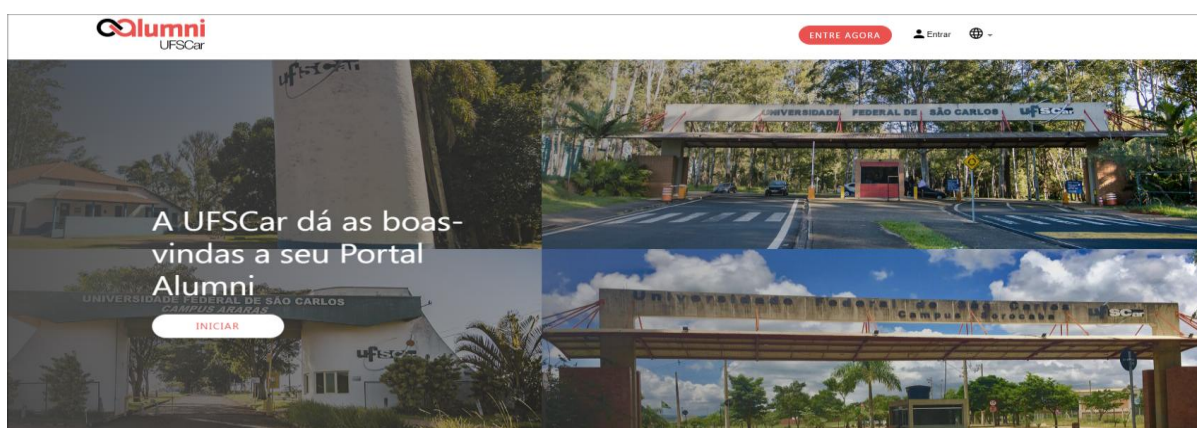 Alumni
UFSCar
ENTRE AGORA
Entrar
ufscar
UNIVERSIDADE FEDERAL DE SÃO CARLOS ufscar
A UFSCar dá as boas-
vindas a seu Portal
Alumni
INICIAR
UNIVERSIDADE FEDERAL DE SÃO CARLOS
CAMPUS ARARAS
ufscar
Universidade Federal de São Carlos
Campus Sorocaba
ufscar